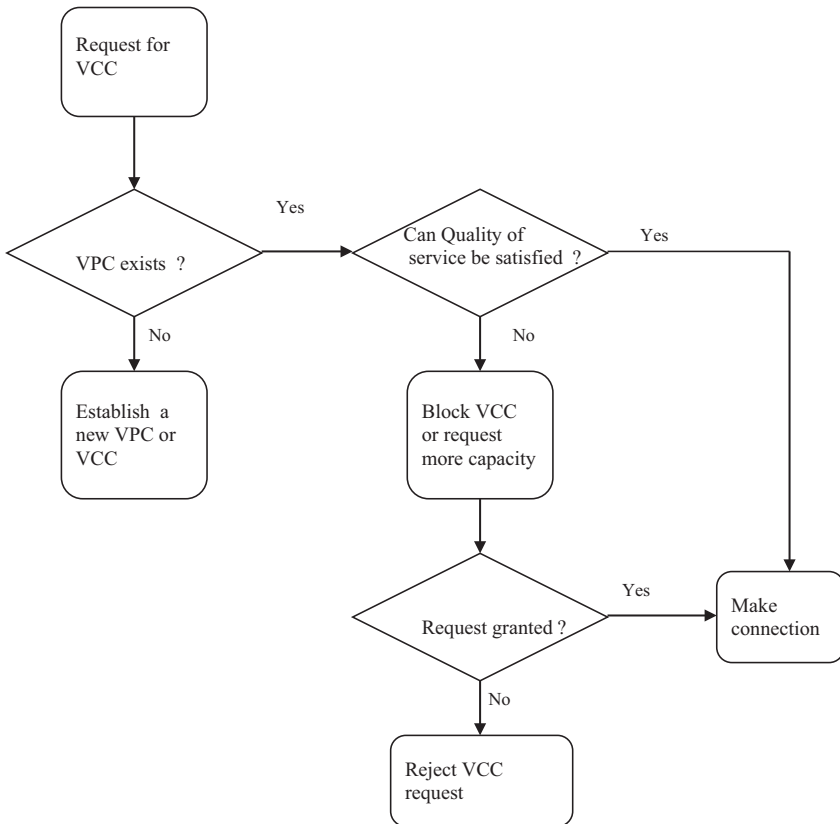 Request for
VCC
Yes
Can Quality of
service be satisfied ?
Yes
VPC exists ?
No
No
Establish a
new VPC or
VCC
Block VCC
or request
more capacity
Yes
Request granted ?
Make
connection
No
Reject VCC
request